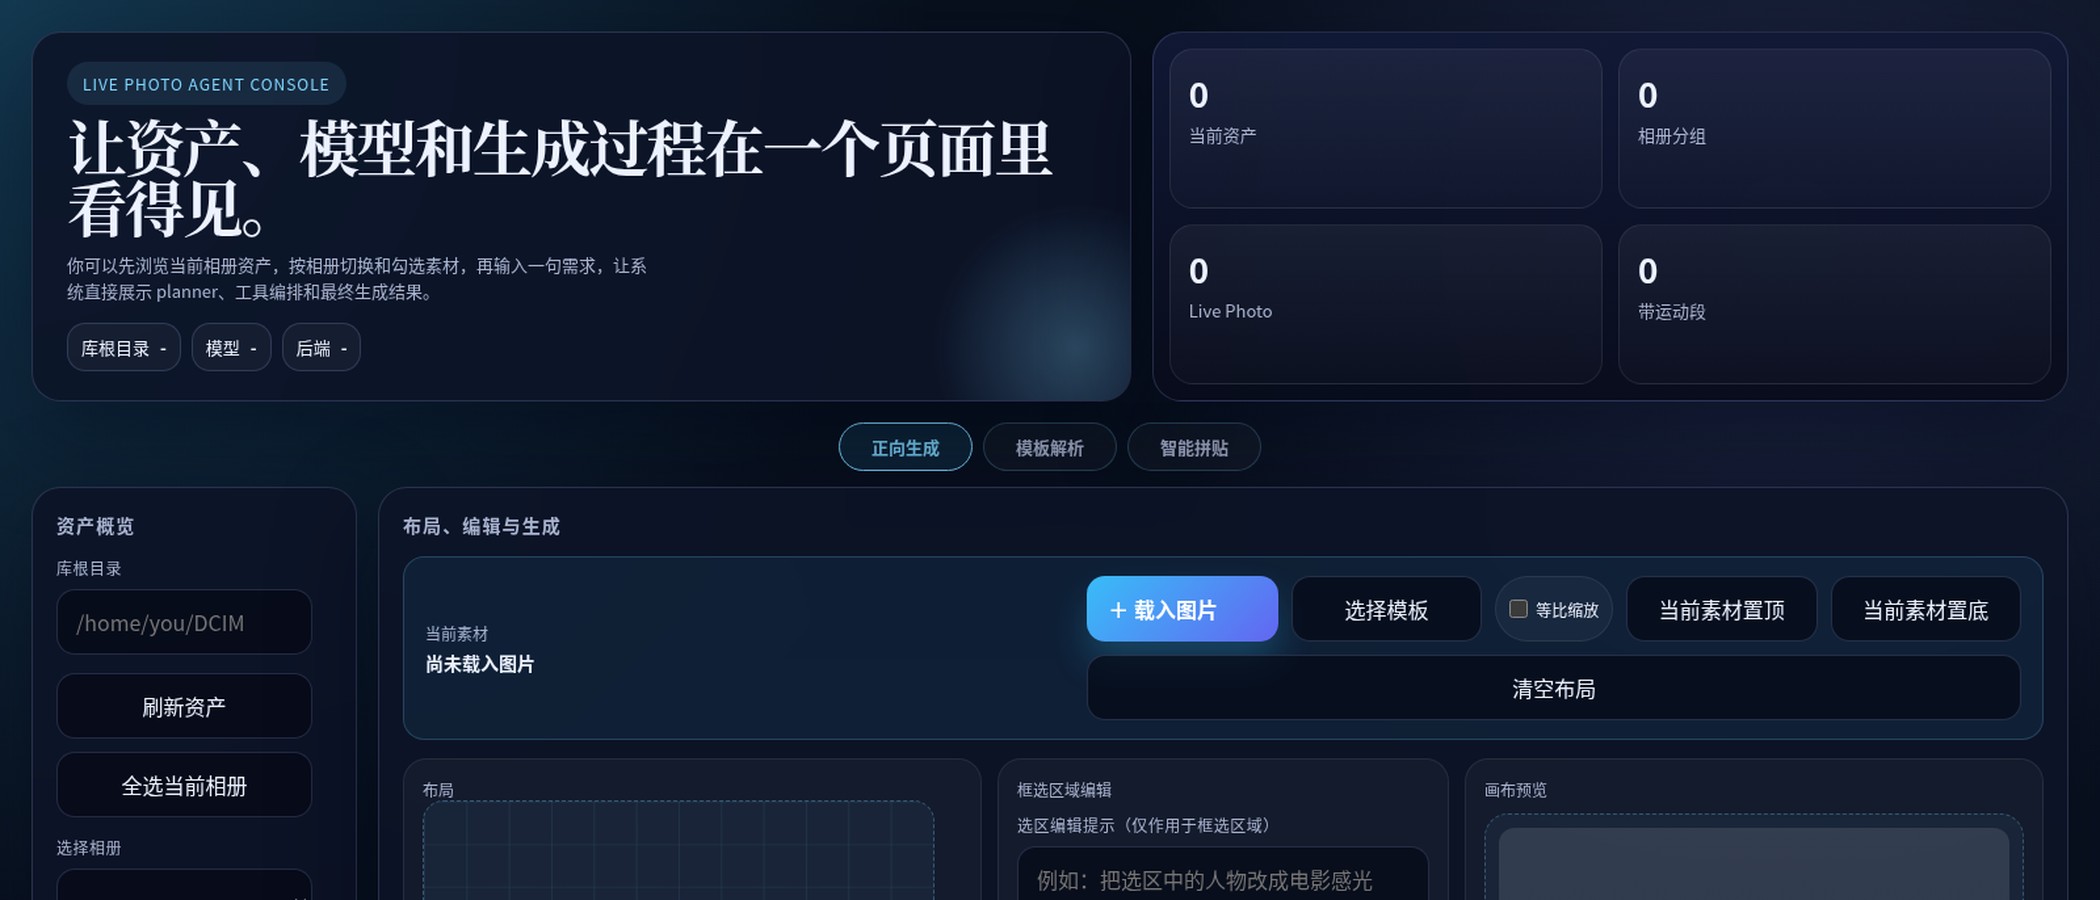 LIVE PHOTO AGENT CONSOLE
让资产、模型和生成过程在一个页面里
看得见。
你可以先浏览当前相册资产，按相册切换和勾选素材，再输入一句需求，让系
统直接展示 planner、工具编排和最终生成结果。
库根目录 -
模型 -
后端 -
0
当前资产
0
相册分组
0
Live Photo
0
带运动段
正向生成
模板解析
智能拼贴
资产概览
库根目录
/home/you/DCIM
刷新资产
全选当前相册
选择相册
布局、编辑与生成
当前素材
尚未载入图片
+ 载入图片
选择模板
等比缩放
当前素材置顶
当前素材置底
清空布局
布局
框选区域编辑
选区编辑提示（仅作用于框选区域）
例如：把选区中的人物改成电影感光
画布预览